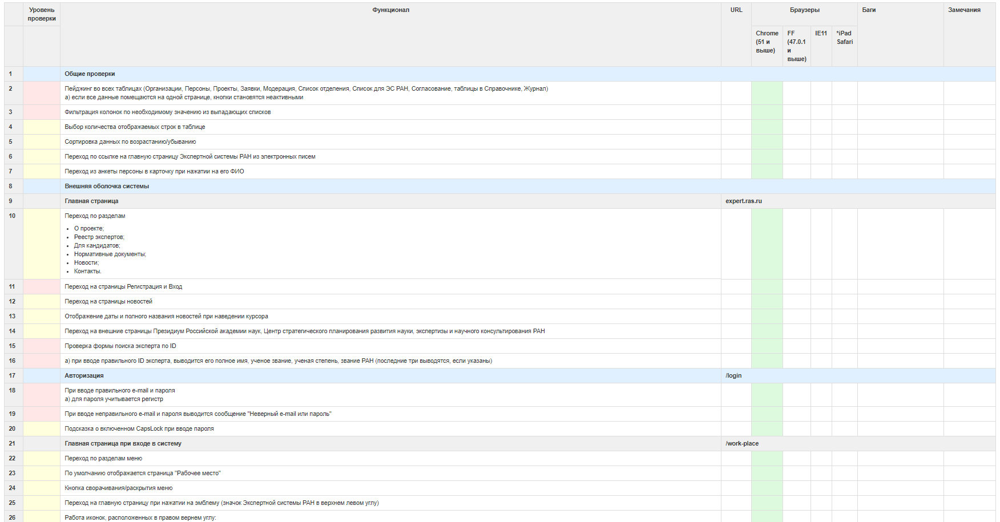 Уровень проверки Функционал URL Браузеры Баги Замечания
Chrome (51 и выше) FF (47.0.1 и выше) IE11 *iPad Safari
1 Общие проверки
2 Пейджинг во всех таблицах (Организации, Персоны, Проекты, Заявки, Модерация, Список отделения, Список для ЭС РАН, Согласование, таблицы в Справочнике, Журнал)
а) если все данные помещаются на одной странице, кнопки становятся неактивными
3 Фильтрация колонок по необходимому значению из выпадающих списков
4 Выбор количества отображаемых строк в таблице
5 Сортировка данных по возрастанию/убыванию
6 Переход по ссылке на главную страницу Экспертной системы РАН из электронных писем
7 Переход из анкеты персоны в карточку при нажатии на его ФИО
8 Внешняя оболочка системы
9 Главная страница expert.ras.ru
10 Переход по разделам
• О проекте;
• Реестр экспертов;
• Для кандидатов;
• Нормативные документы;
• Новости;
• Контакты.
11 Переход на страницы Регистрация и Вход
12 Переход на страницы новостей
13 Отображение даты и полного названия новостей при наведении курсора
14 Переход на внешние страницы Президиум Российской академии наук, Центр стратегического планирования развития науки, экспертизы и научного консультирования РАН
15 Проверка формы поиска эксперта по ID
16 а) при вводе правильного ID эксперта, выводится его полное имя, ученое звание, ученая степень, звание РАН (последние три выводятся, если указаны)
17 Авторизация /login
18 При вводе правильного e-mail и пароля
а) для пароля учитывается регистр
19 При вводе неправильного e-mail и пароля выводится сообщение "Неверный e-mail или пароль"
20 Подсказка о включенном CapsLock при вводе пароля
21 Главная страница при входе в систему /work-place
22 Переход по разделам меню
23 По умолчанию отображается страница "Рабочее место"
24 Кнопка сворачивания/раскрытия меню
25 Переход на главную страницу при нажатии на эмблему (значок Экспертной системы РАН в верхнем левом углу)
26 Работа иконок, расположенных в правом вернем углу: